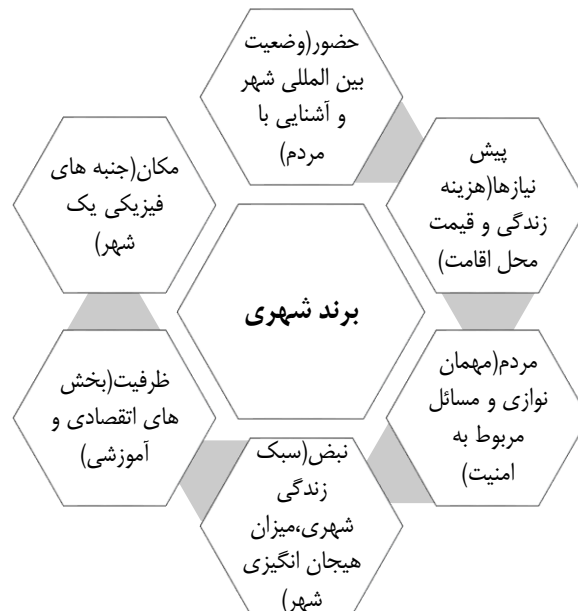 حضور(وضعیت
بین المللی شهر
و آشنایی با
مردم)
پیش
نیازها(هزینه
زندگی و قیمت
محل اقامت)
مردم(مهمان
نوازی و مسائل
مربوط به
امنیت)
نبض(سبک
زندگی
شهری،میزان
هیجان انگیزی
شهر)
ظرفیت(بخش
های اتقصادی و
آموزشی)
مکان(جنبه های
فیزیکی یک
شهر)
برند شهری